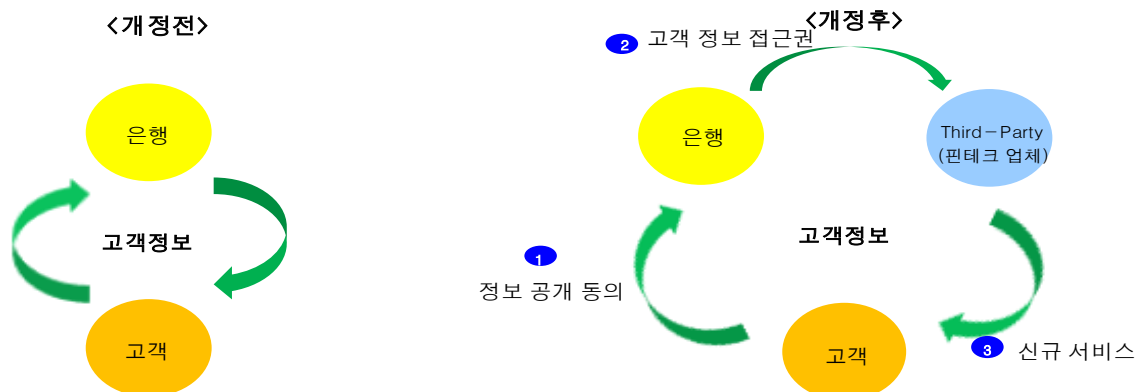 <개정전>
은행
고객정보
고객
<개정후>
2 고객 정보 접근권
은행
Third-Party
(핀테크 업체)
고객정보
1
정보 공개 동의
고객
3 신규 서비스